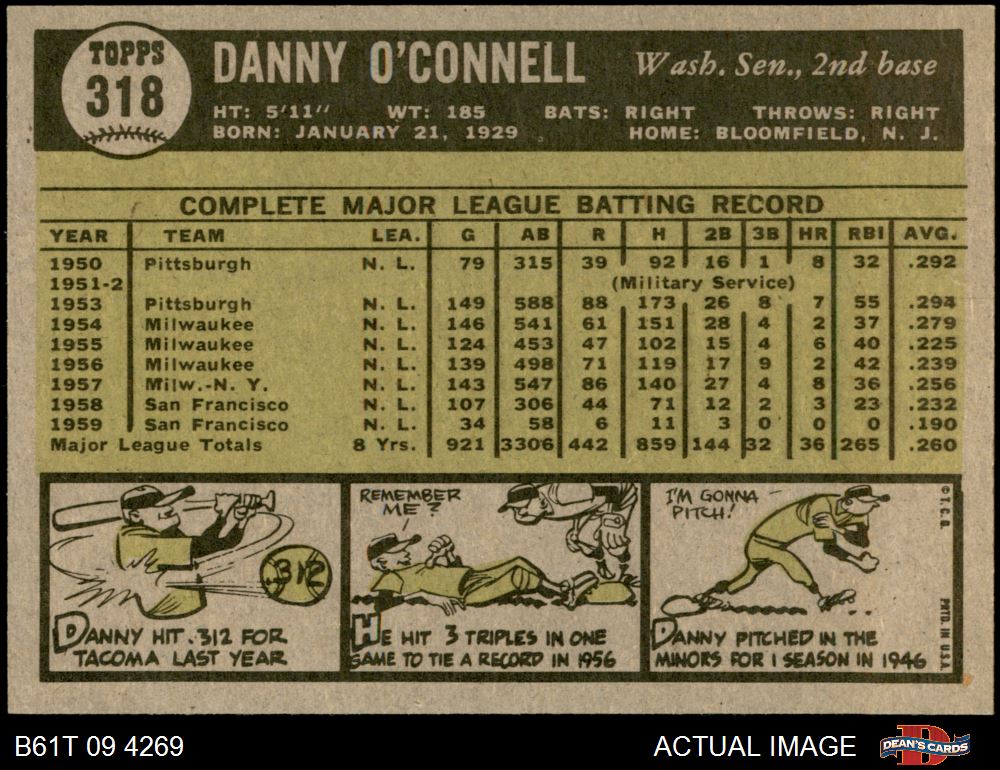 TOPPS
318
DANNY O'CONNELL
Wash. Sen., 2nd base
HT: 5'11" WT: 185 BATS: RIGHT THROWS: RIGHT
BORN: JANUARY 21, 1929 HOME: BLOOMFIELD, N. J.
COMPLETE MAJOR LEAGUE BATTING RECORD
YEAR TEAM LEA. G AB R H 2B 3B HR RBI AVG.
1950 Pittsburgh N. L. 79 315 39 92 16 1 8 32 .292
1951-2 (Military Service)
1953 Pittsburgh N. L. 149 588 88 173 26 8 7 55 .294
1954 Milwaukee N. L. 146 541 61 151 28 4 2 37 .279
1955 Milwaukee N. L. 124 453 47 102 15 4 6 40 .225
1956 Milwaukee N. L. 139 498 71 119 17 9 2 42 .239
1957 Milw.-N. Y. N. L. 143 547 86 140 27 4 8 36 .256
1958 San Francisco N. L. 107 306 44 71 12 2 3 23 .232
1959 San Francisco N. L. 34 58 6 11 3 0 0 0 .190
Major League Totals 8 Yrs. 921 3306 442 859 144 32 36 265 .260
312
DANNY HIT .312 FOR
TACOMA LAST YEAR
REMEMBER
ME?
HE HIT 3 TRIPLES IN ONE
GAME TO TIE A RECORD IN 1956
I'M GONNA
PITCH!
DANNY PITCHED IN THE
MINORS FOR 1 SEASON IN 1946
© T. C. G. PRTD. IN U.S.A.
B61T 09 4269
ACTUAL IMAGE
D
DEAN'S CARDS